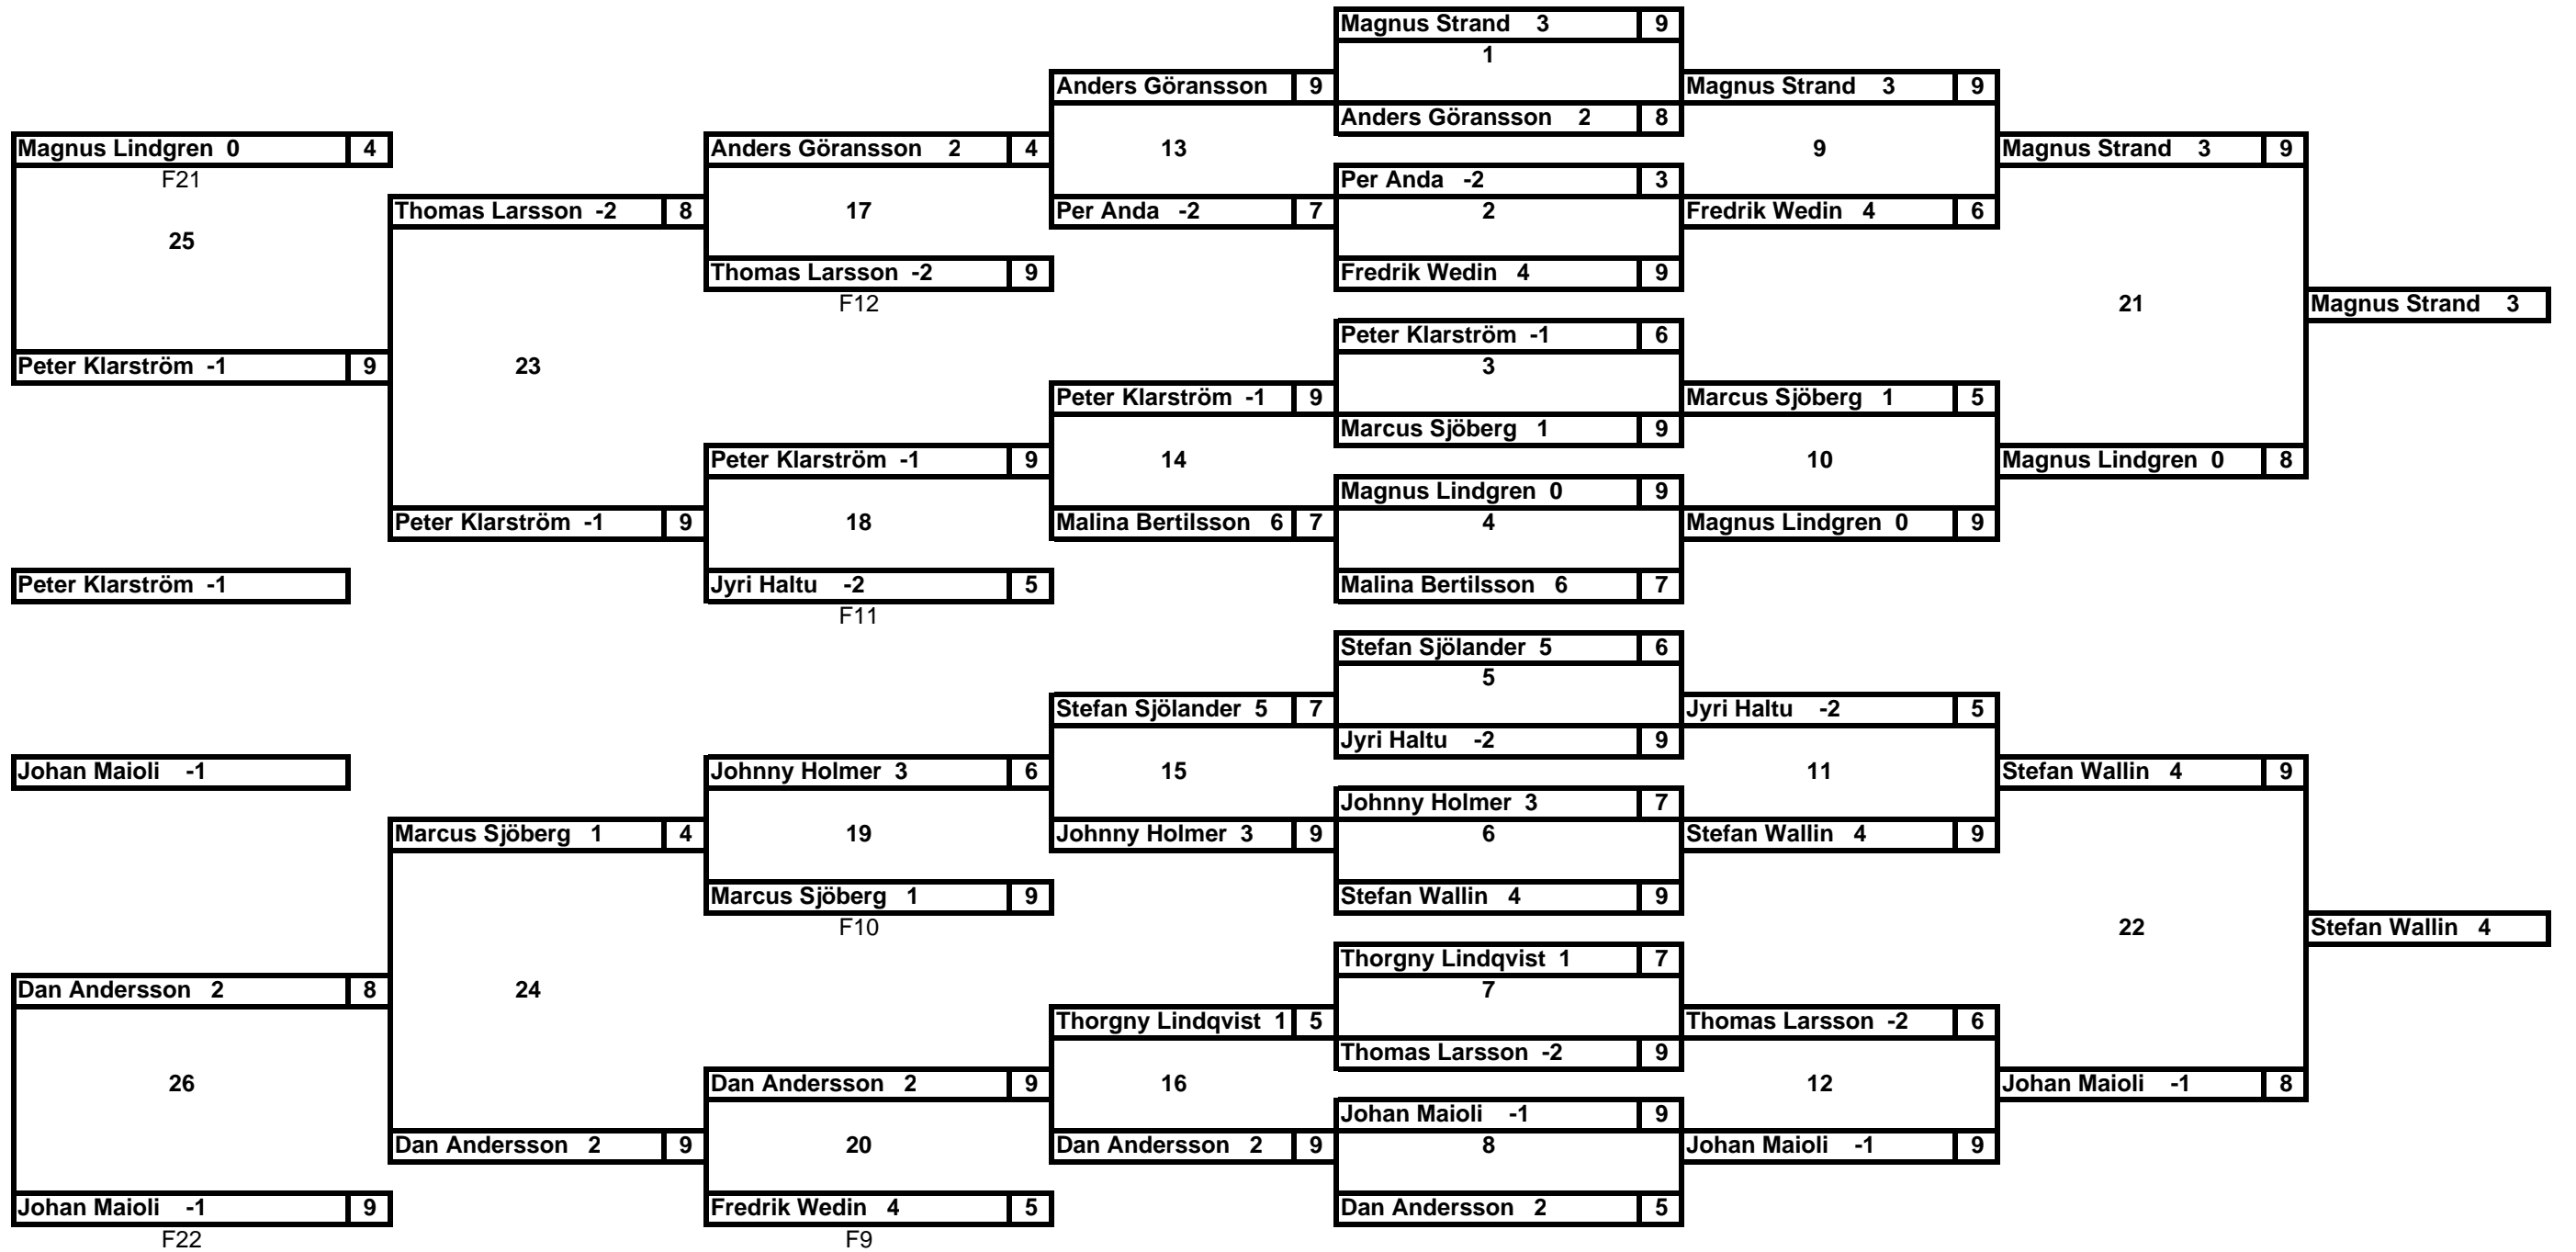 Magnus Strand 3 9
1
Anders Göransson 9 Magnus Strand 3 9
Anders Göransson 2 8
Magnus Lindgren 0 4 Anders Göransson 2 4 13 9 Magnus Strand 3 9
F21 Per Anda -2 3
Thomas Larsson -2 8 17 Per Anda -2 7 2 Fredrik Wedin 4 6
25
Thomas Larsson -2 9 Fredrik Wedin 4 9
F12 21 Magnus Strand 3
Peter Klarström -1 6
Peter Klarström -1 9 23 3
Peter Klarström -1 9 Marcus Sjöberg 1 5
Marcus Sjöberg 1 9
Peter Klarström -1 9 14 10 Magnus Lindgren 0 8
Magnus Lindgren 0 9
Peter Klarström -1 9 18 Malina Bertilsson 6 7 4 Magnus Lindgren 0 9
Peter Klarström -1 Jyri Haltu -2 5 Malina Bertilsson 6 7
F11
Stefan Sjölander 5 6
5
Stefan Sjölander 5 7 Jyri Haltu -2 5
Jyri Haltu -2 9
Johan Maioli -1 Johnny Holmer 3 6 15 11 Stefan Wallin 4 9
Johnny Holmer 3 7
Marcus Sjöberg 1 4 19 Johnny Holmer 3 9 6 Stefan Wallin 4 9
Marcus Sjöberg 1 9 Stefan Wallin 4 9
F10 22 Stefan Wallin 4
Thorgny Lindqvist 1 7
Dan Andersson 2 8 24 7
Thorgny Lindqvist 1 5 Thomas Larsson -2 6
Thomas Larsson -2 9
26 Dan Andersson 2 9 16 12 Johan Maioli -1 8
Johan Maioli -1 9
Dan Andersson 2 9 20 Dan Andersson 2 9 8 Johan Maioli -1 9
Johan Maioli -1 9 Fredrik Wedin 4 5 Dan Andersson 2 5
F22 F9